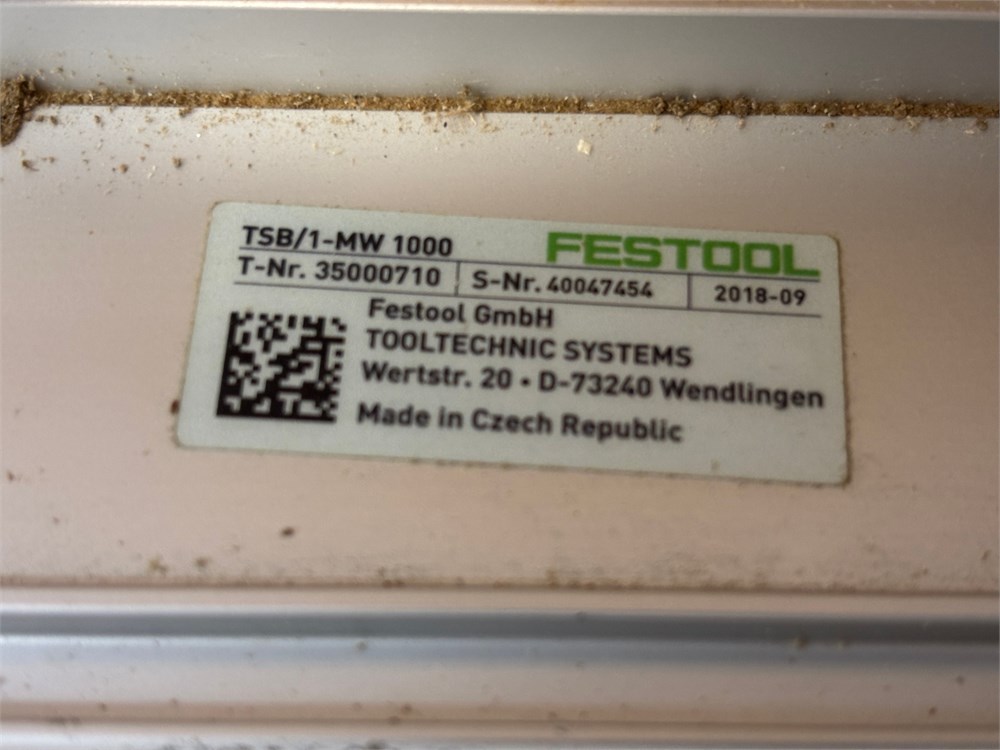 TSB/1-MW 1000 FESTOOL
T-Nr. 35000710 S-Nr. 40047454 2018-09
Festool GmbH
TOOLTECHNIC SYSTEMS
Wertstr. 20 • D-73240 Wendlingen
Made in Czech Republic